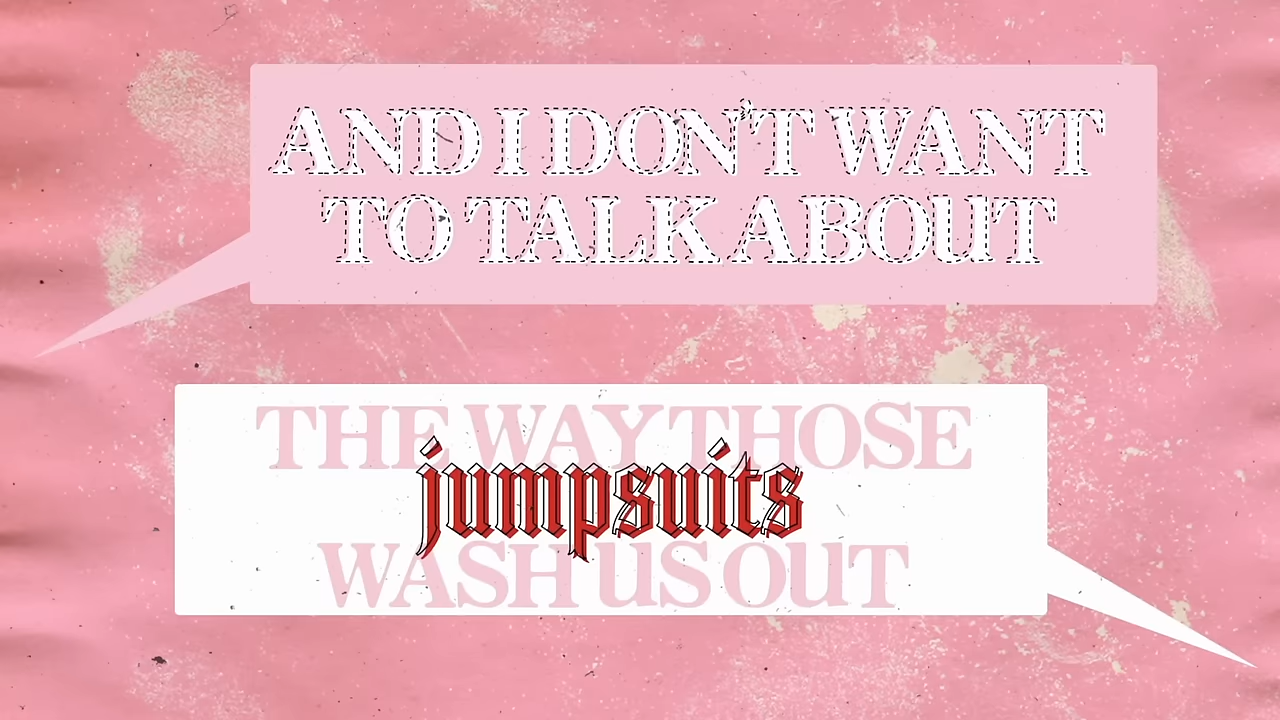 AND I DON'T WANT
TO TALK ABOUT
THE WAY THOSE
jumpsuits
WASH US OUT